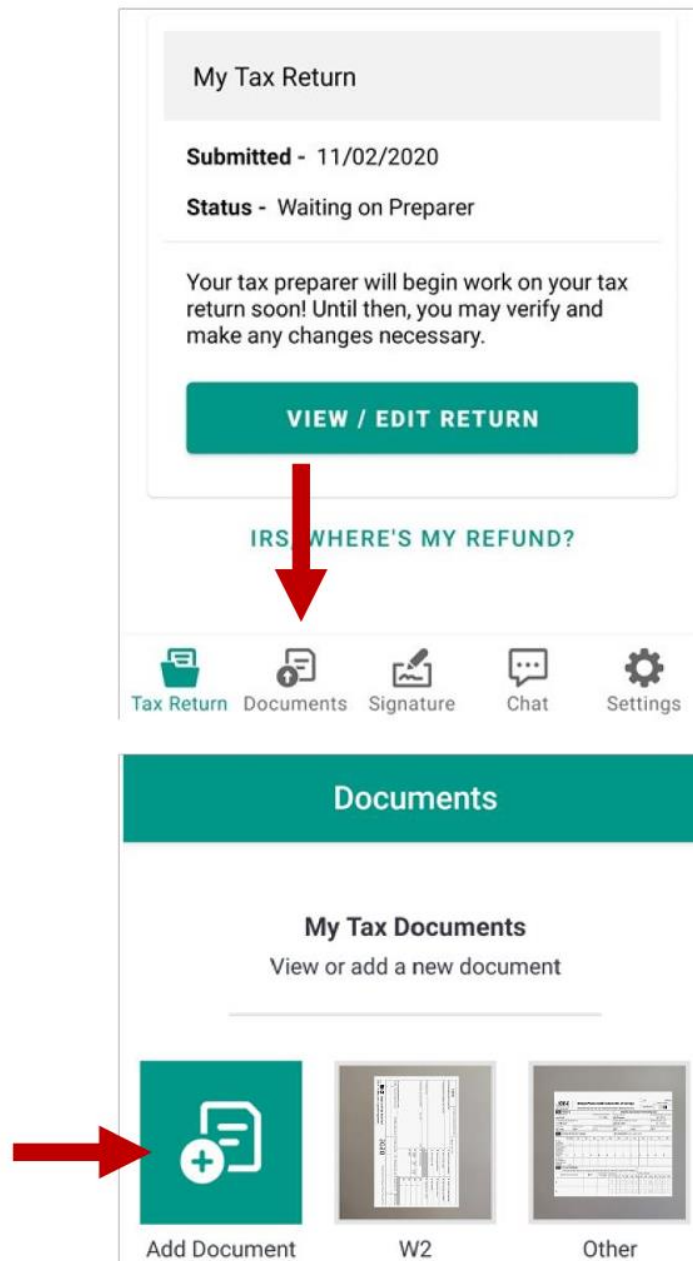 My Tax Return
Submitted - 11/02/2020
Status - Waiting on Preparer
Your tax preparer will begin work on your tax
return soon! Until then, you may verify and
make any changes necessary.
VIEW / EDIT RETURN
IRS, WHERE'S MY REFUND?
Tax Return Documents Signature Chat Settings
Documents
My Tax Documents
View or add a new document
Add Document W2 Other